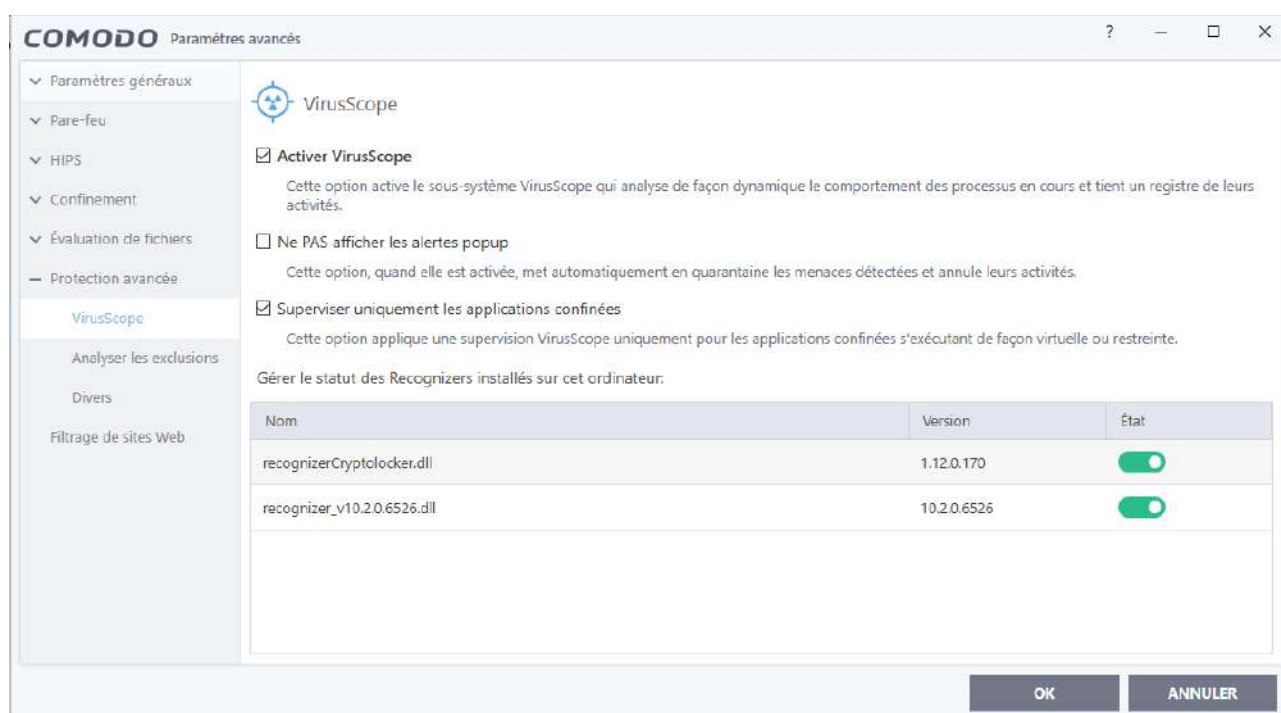 COMODO Paramètres avancés
?
Paramètres généraux
Pare-feu
HIPS
Confinement
Évaluation de fichiers
Protection avancée
VirusScope
Analyser les exclusions
Divers
Filtrage de sites Web
VirusScope
Activer VirusScope
Cette option active le sous-système VirusScope qui analyse de façon dynamique le comportement des processus en cours et tient un registre de leurs
activités.
Ne PAS afficher les alertes popup
Cette option, quand elle est activée, met automatiquement en quarantaine les menaces détectées et annule leurs activités.
Superviser uniquement les applications confinées
Cette option applique une supervision VirusScope uniquement pour les applications confinées s'exécutant de façon virtuelle ou restreinte.
Gérer le statut des Recognizers installés sur cet ordinateur:
Nom Version État
recognizerCryptolocker.dll 1.12.0.170
recognizer_v10.2.0.6526.dll 10.2.0.6526
OK ANNULER